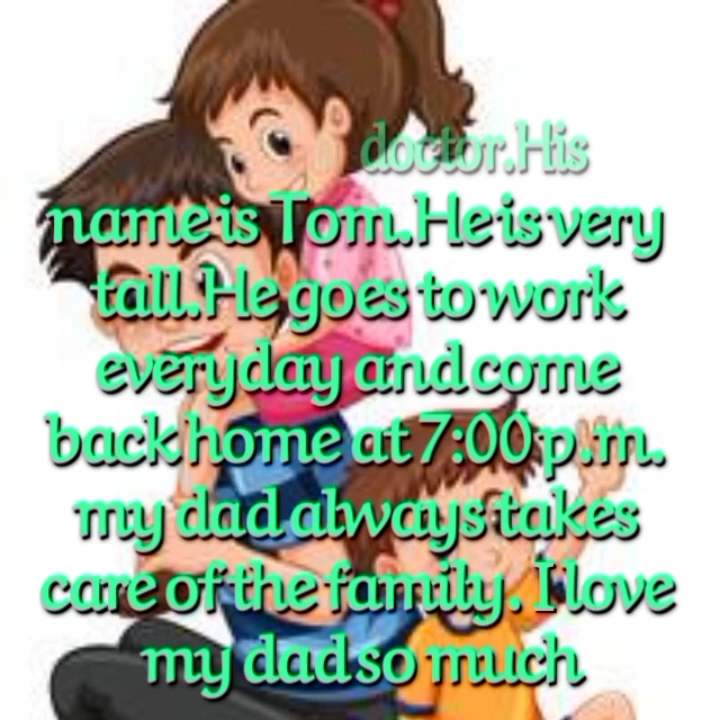 doctor.His
name is Tom.He is very
tall.He goes to work
everyday and come
back home at 7:00 p.m.
my dad always takes
care of the family. I love
my dad so much